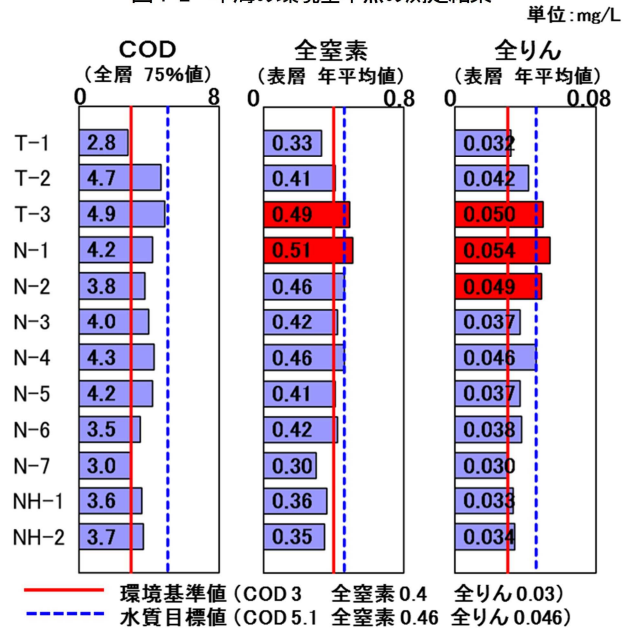 単位：mg/L
COD 全窒素 全りん
（全層 75%値） （表層 年平均値） （表層 年平均値）
0 8 0 0.8 0 0.08
T-1 2.8 0.33 0.032
T-2 4.7 0.41 0.042
T-3 4.9 0.49 0.050
N-1 4.2 0.51 0.054
N-2 3.8 0.46 0.049
N-3 4.0 0.42 0.037
N-4 4.3 0.46 0.046
N-5 4.2 0.41 0.037
N-6 3.5 0.42 0.038
N-7 3.0 0.30 0.030
NH-1 3.6 0.36 0.033
NH-2 3.7 0.35 0.034
環境基準値（COD 3 全窒素 0.4 全りん 0.03）
水質目標値（COD 5.1 全窒素 0.46 全りん 0.046）